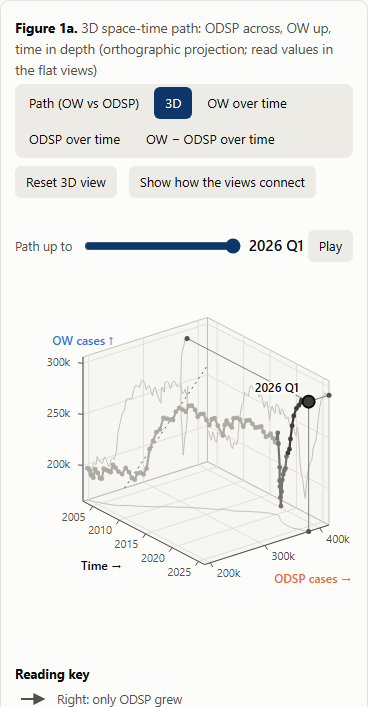 Figure 1a. 3D space-time path: ODSP across, OW up,
time in depth (orthographic projection; read values in
the flat views)
Path (OW vs ODSP) 3D OW over time
ODSP over time OW − ODSP over time
Reset 3D view Show how the views connect
Path up to 2026 Q1 Play
OW cases ↑
300k
2026 Q1
250k
200k
2005
2010
2015
2020
2025
200k
300k
400k
Time →
ODSP cases →
Reading key
Right: only ODSP grew